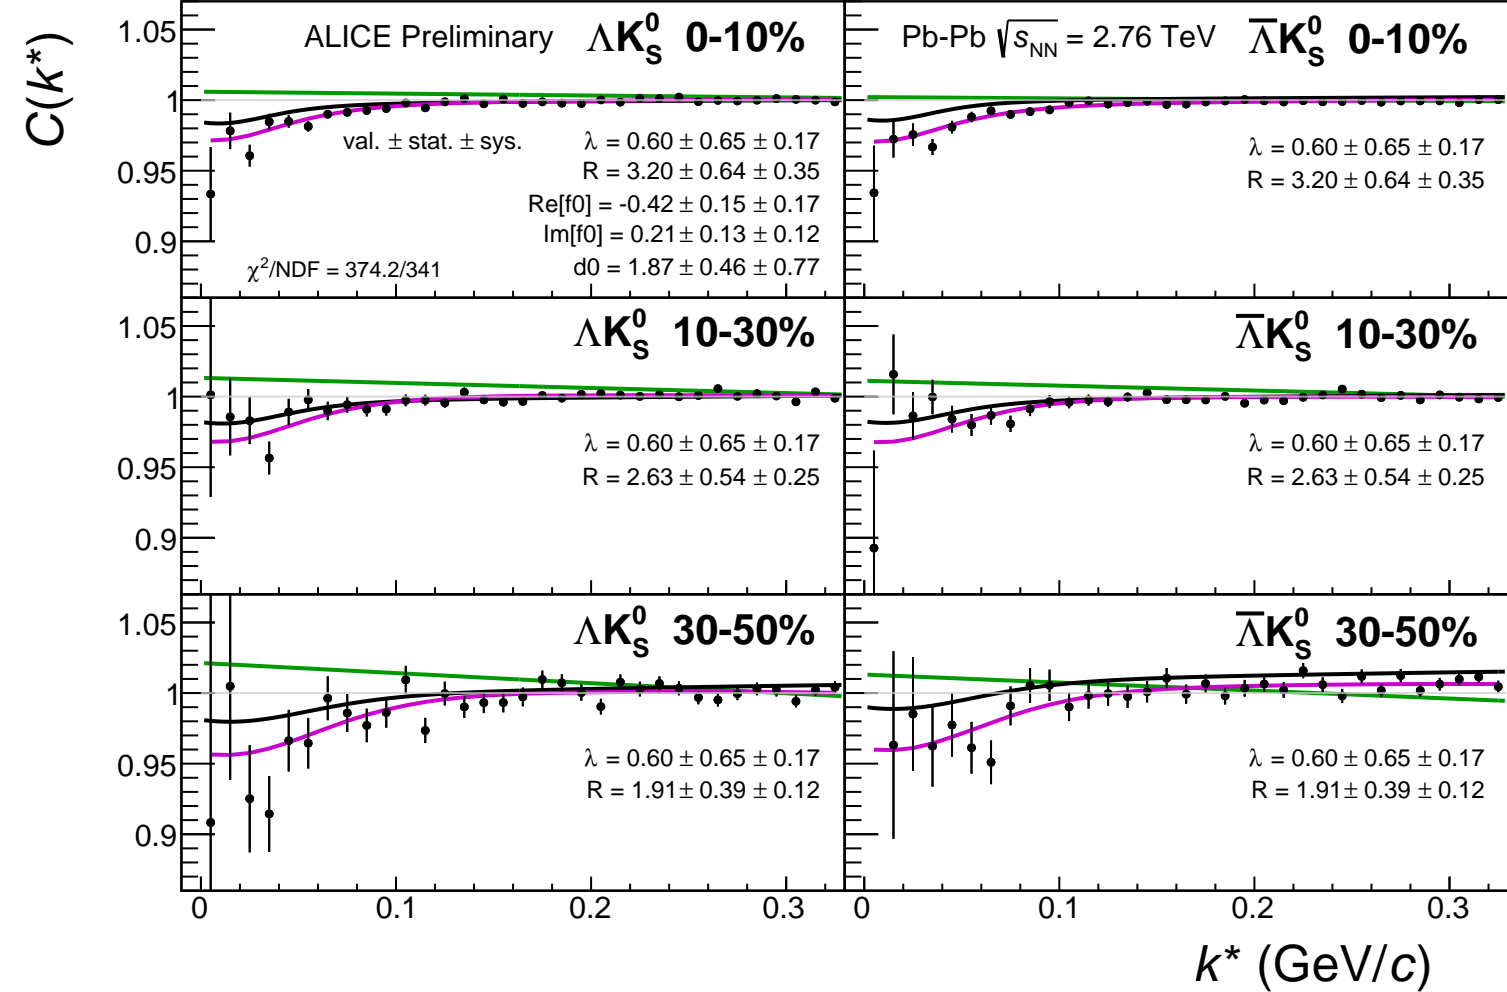 C(k*)
ALICE Preliminary ΛK⁰_S 0-10%
val. ± stat. ± sys.
λ = 0.60 ± 0.65 ± 0.17
R = 3.20 ± 0.64 ± 0.35
Re[f0] = -0.42 ± 0.15 ± 0.17
Im[f0] = 0.21 ± 0.13 ± 0.12
d0 = 1.87 ± 0.46 ± 0.77
χ²/NDF = 374.2/341
1.05
1
0.95
0.9
Pb-Pb √s_NN = 2.76 TeV Λ̅K⁰_S 0-10%
λ = 0.60 ± 0.65 ± 0.17
R = 3.20 ± 0.64 ± 0.35
ΛK⁰_S 10-30%
λ = 0.60 ± 0.65 ± 0.17
R = 2.63 ± 0.54 ± 0.25
1.05
1
0.95
0.9
Λ̅K⁰_S 10-30%
λ = 0.60 ± 0.65 ± 0.17
R = 2.63 ± 0.54 ± 0.25
ΛK⁰_S 30-50%
λ = 0.60 ± 0.65 ± 0.17
R = 1.91 ± 0.39 ± 0.12
1.05
1
0.95
0.9
Λ̅K⁰_S 30-50%
λ = 0.60 ± 0.65 ± 0.17
R = 1.91 ± 0.39 ± 0.12
0 0.1 0.2 0.3 0 0.1 0.2 0.3
k* (GeV/c)